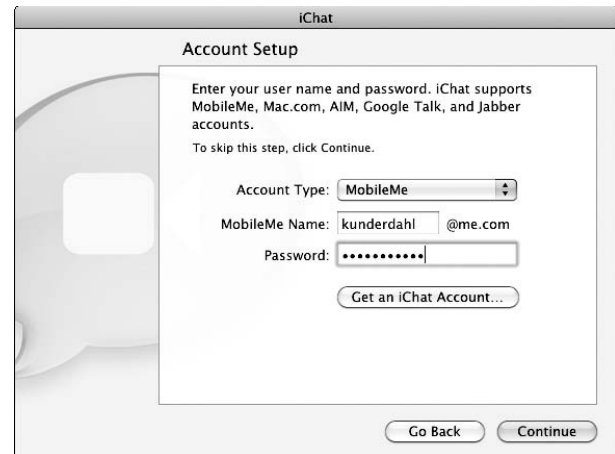 iChat
Account Setup
Enter your user name and password. iChat supports
MobileMe, Mac.com, AIM, Google Talk, and Jabber
accounts.
To skip this step, click Continue.
Account Type: MobileMe
MobileMe Name: kunderdahl @me.com
Password: •••••••••••
Get an iChat Account...
Go Back Continue